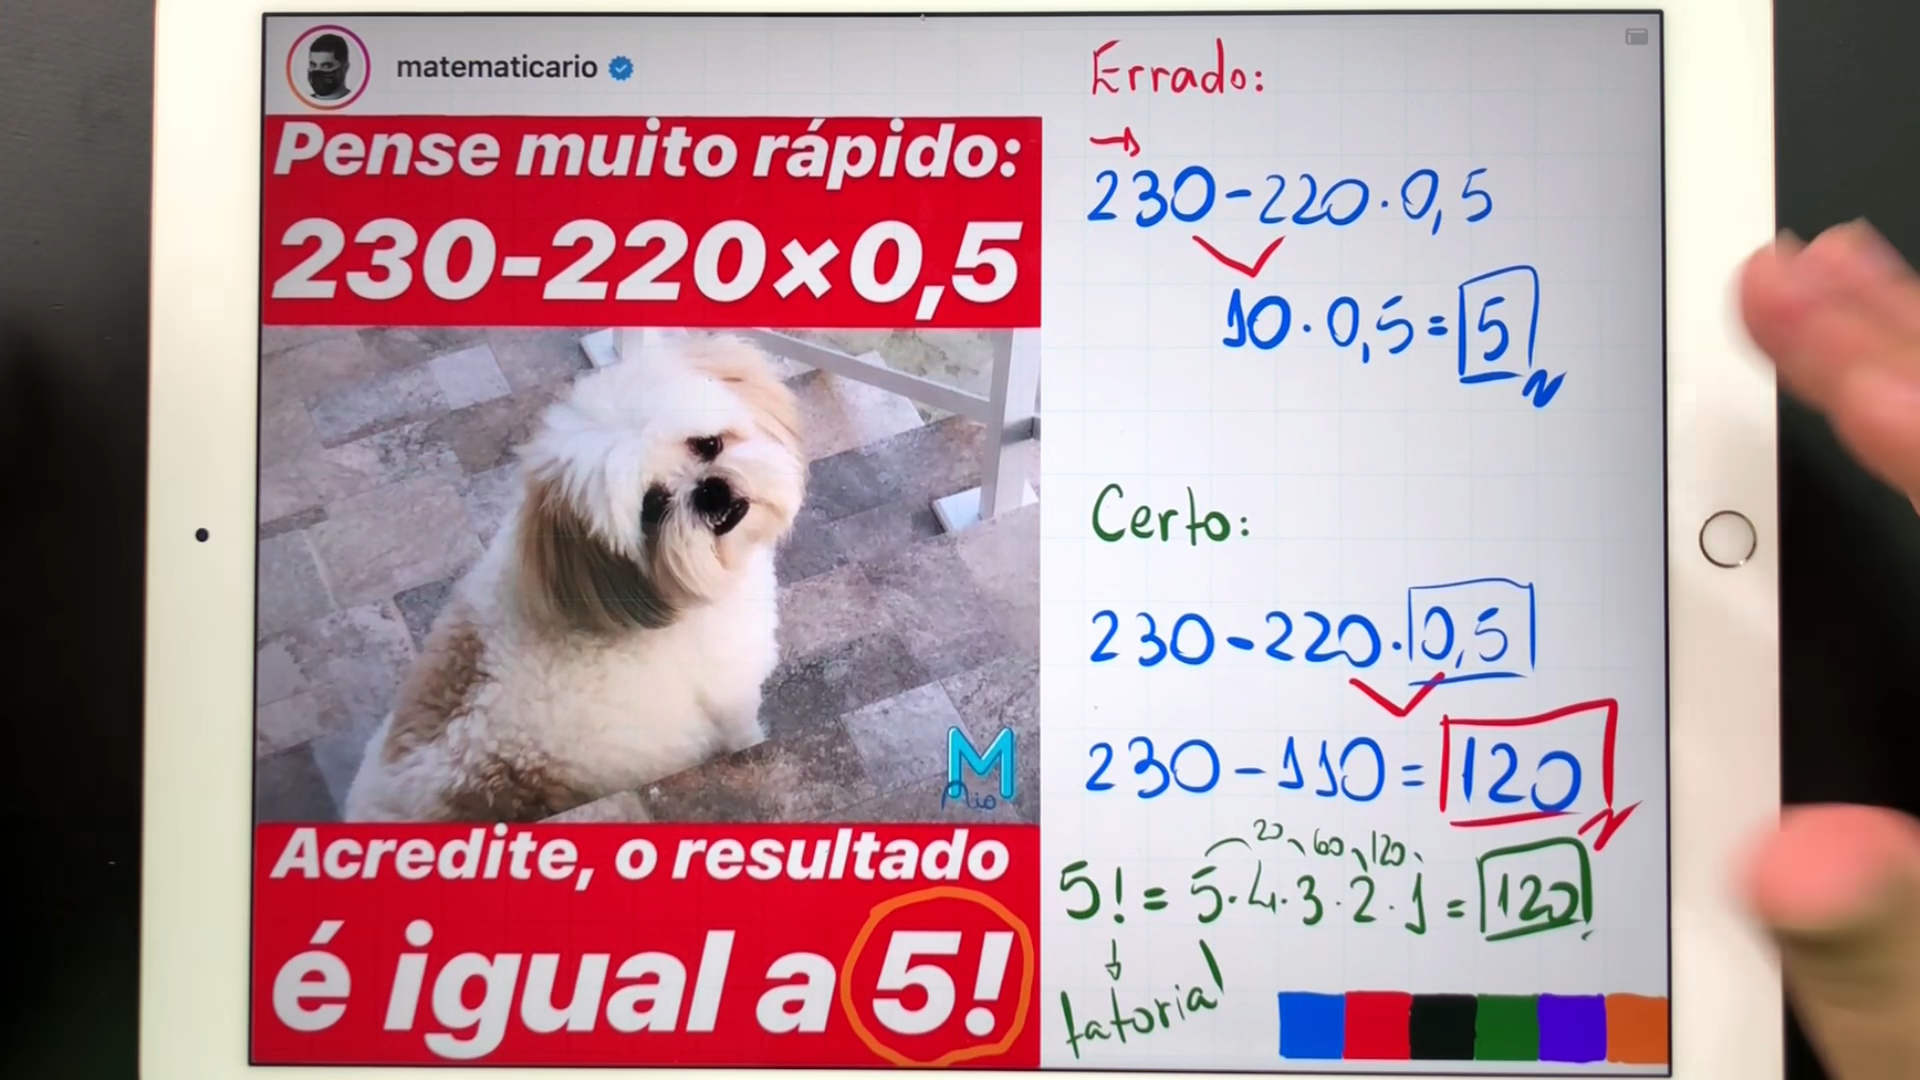 matematicario
Pense muito rápido:
230-220×0,5
M
Mio
Acredite, o resultado
é igual a 5!
Errado:
→
230-220·0,5
10·0,5=5
Certo:
230-220·0,5
230-110=120
20 60 120
5! = 5·4·3·2·1 = 120
↓
fatorial